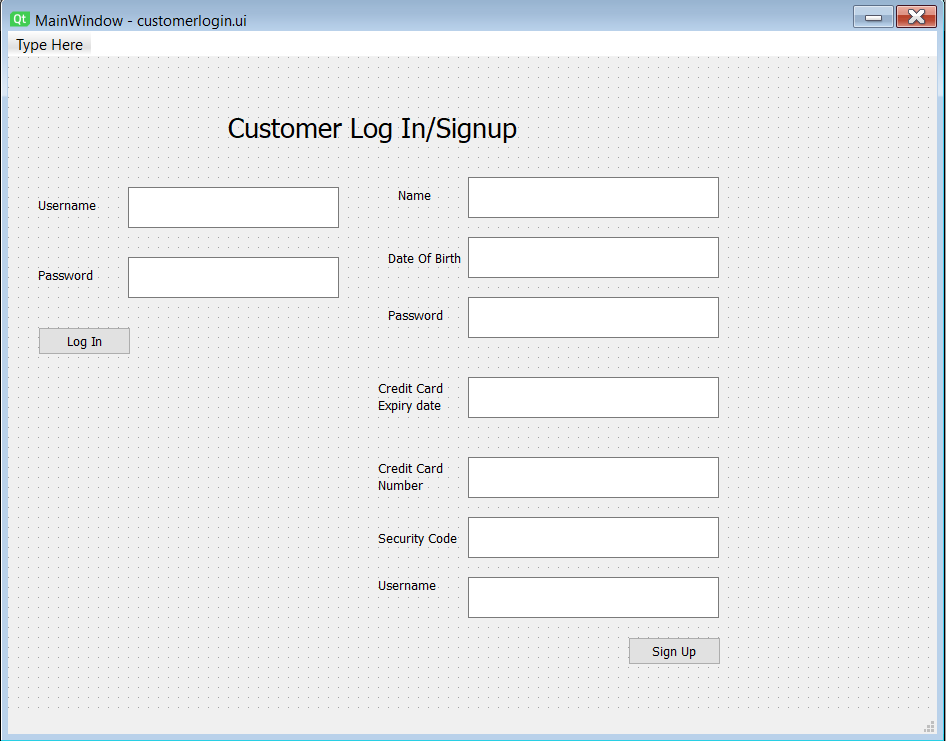 Qt MainWindow - customerlogin.ui
Type Here
Customer Log In/Signup
Username
Password
Log In
Name
Date Of Birth
Password
Credit Card
Expiry date
Credit Card
Number
Security Code
Username
Sign Up